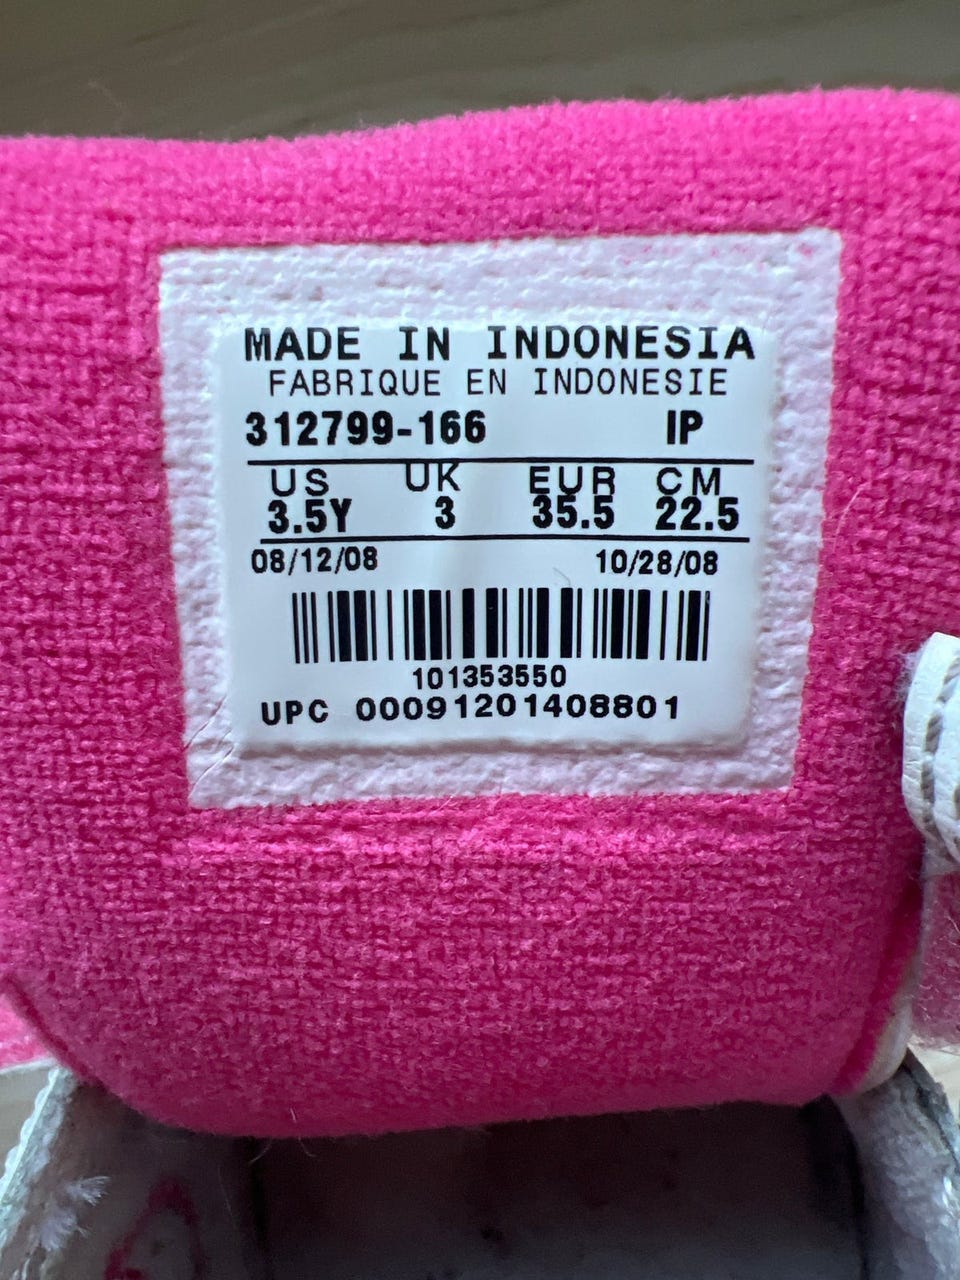 MADE IN INDONESIA
FABRIQUE EN INDONESIE
312799-166 IP
US UK EUR CM
3.5Y 3 35.5 22.5
08/12/08 10/28/08
101353550
UPC 00091201408801